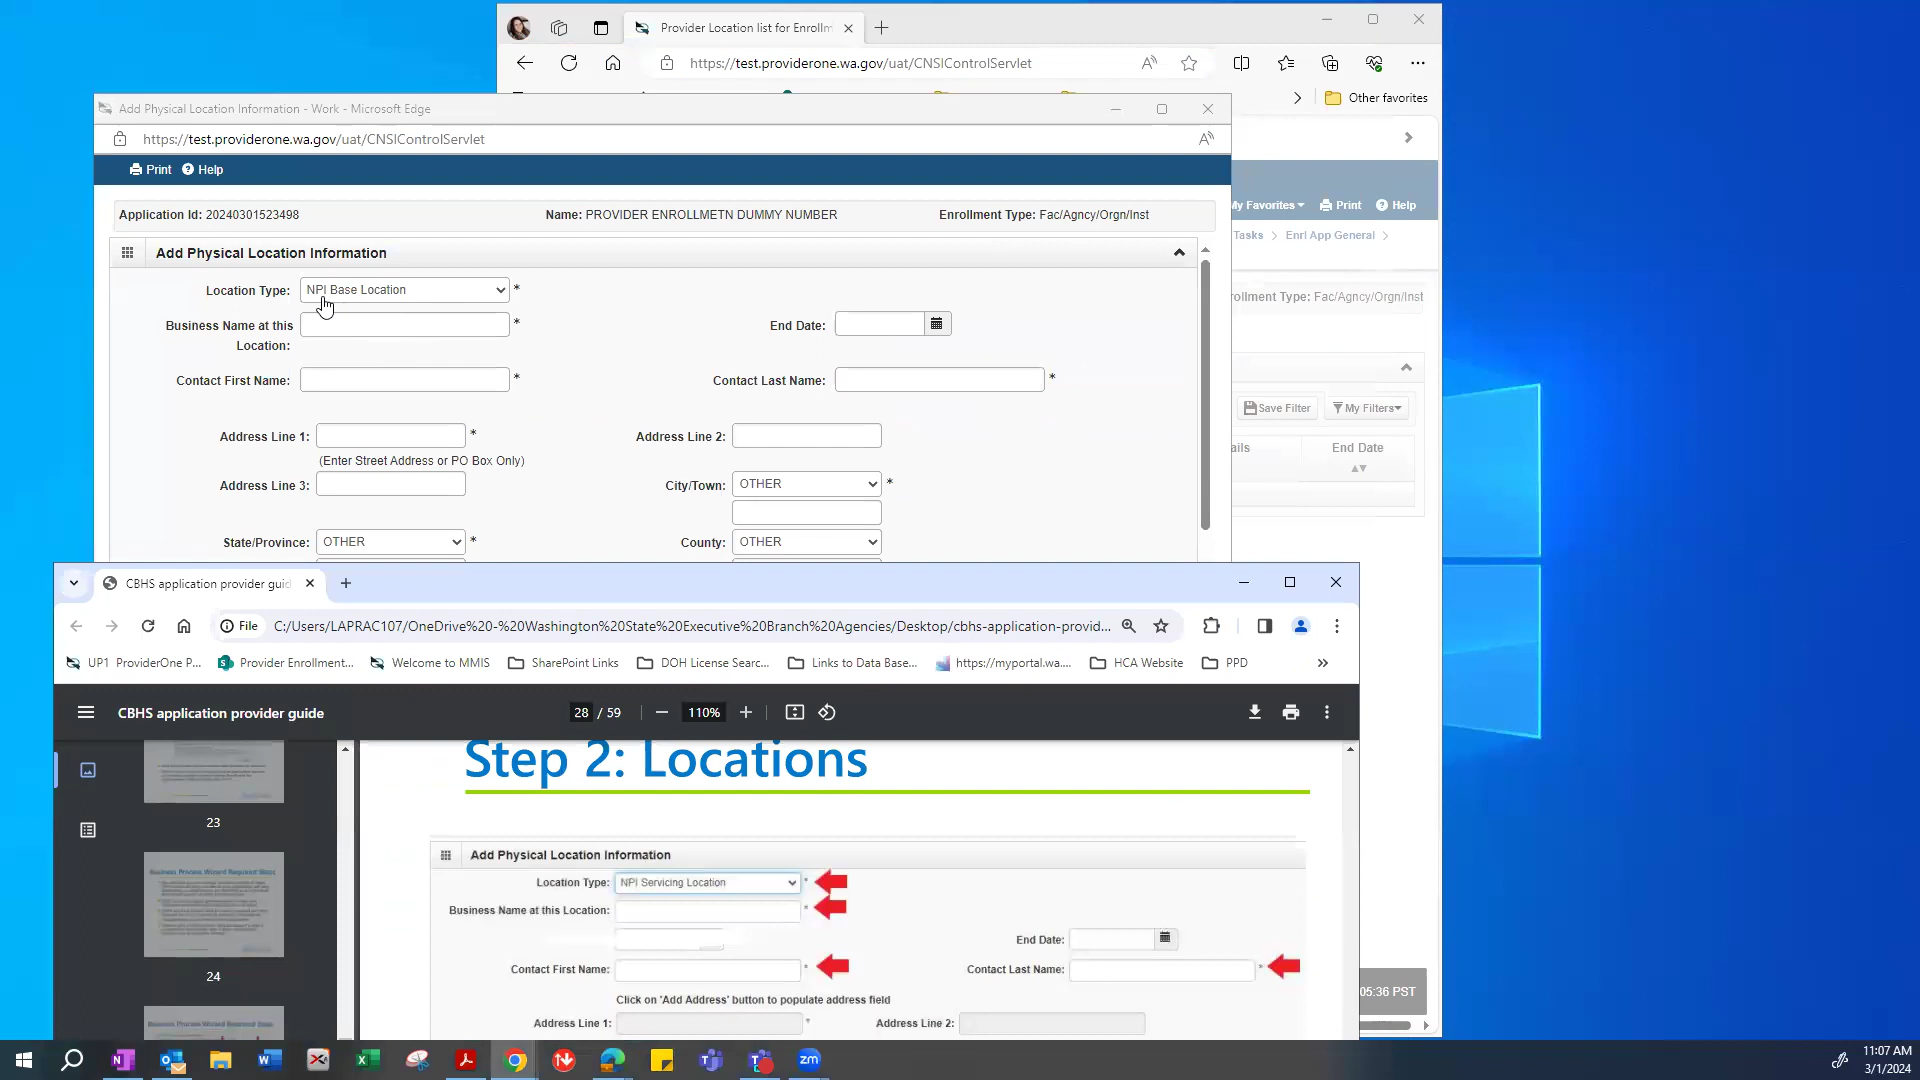 Provider Location list for Enrollm
https://test.providerone.wa.gov/uat/CNSIControlServlet
Other favorites
Add Physical Location Information - Work - Microsoft Edge
https://test.providerone.wa.gov/uat/CNSIControlServlet
Print Help
My Favorites Print Help
Tasks > Enrl App General >
Application Id: 20240301523498 Name: PROVIDER ENROLLMETN DUMMY NUMBER Enrollment Type: Fac/Agncy/Orgn/Inst
Enrollment Type: Fac/Agncy/Orgn/Inst
Add Physical Location Information
Location Type: NPI Base Location *
Business Name at this Location: * End Date:
Contact First Name: * Contact Last Name: *
Save Filter My Filters
ails End Date
Address Line 1: * Address Line 2:
(Enter Street Address or PO Box Only)
Address Line 3: City/Town: OTHER *
State/Province: OTHER * County: OTHER
CBHS application provider guid
File C:/Users/LAPRAC107/OneDrive%20-%20Washington%20State%20Executive%20Branch%20Agencies/Desktop/cbhs-application-provid...
UP1 ProviderOne P... Provider Enrollment... Welcome to MMIS SharePoint Links DOH License Searc... Links to Data Base... https://myportal.wa.... HCA Website PPD
CBHS application provider guide 28 / 59 110%
23
24
Business Process Wizard Required Steps
Step 2: Locations
Add Physical Location Information
Location Type: NPI Servicing Location *
Business Name at this Location: *
End Date:
Contact First Name: * Contact Last Name: *
Click on 'Add Address' button to populate address field
Address Line 1: * Address Line 2:
05:36 PST
11:07 AM
3/1/2024